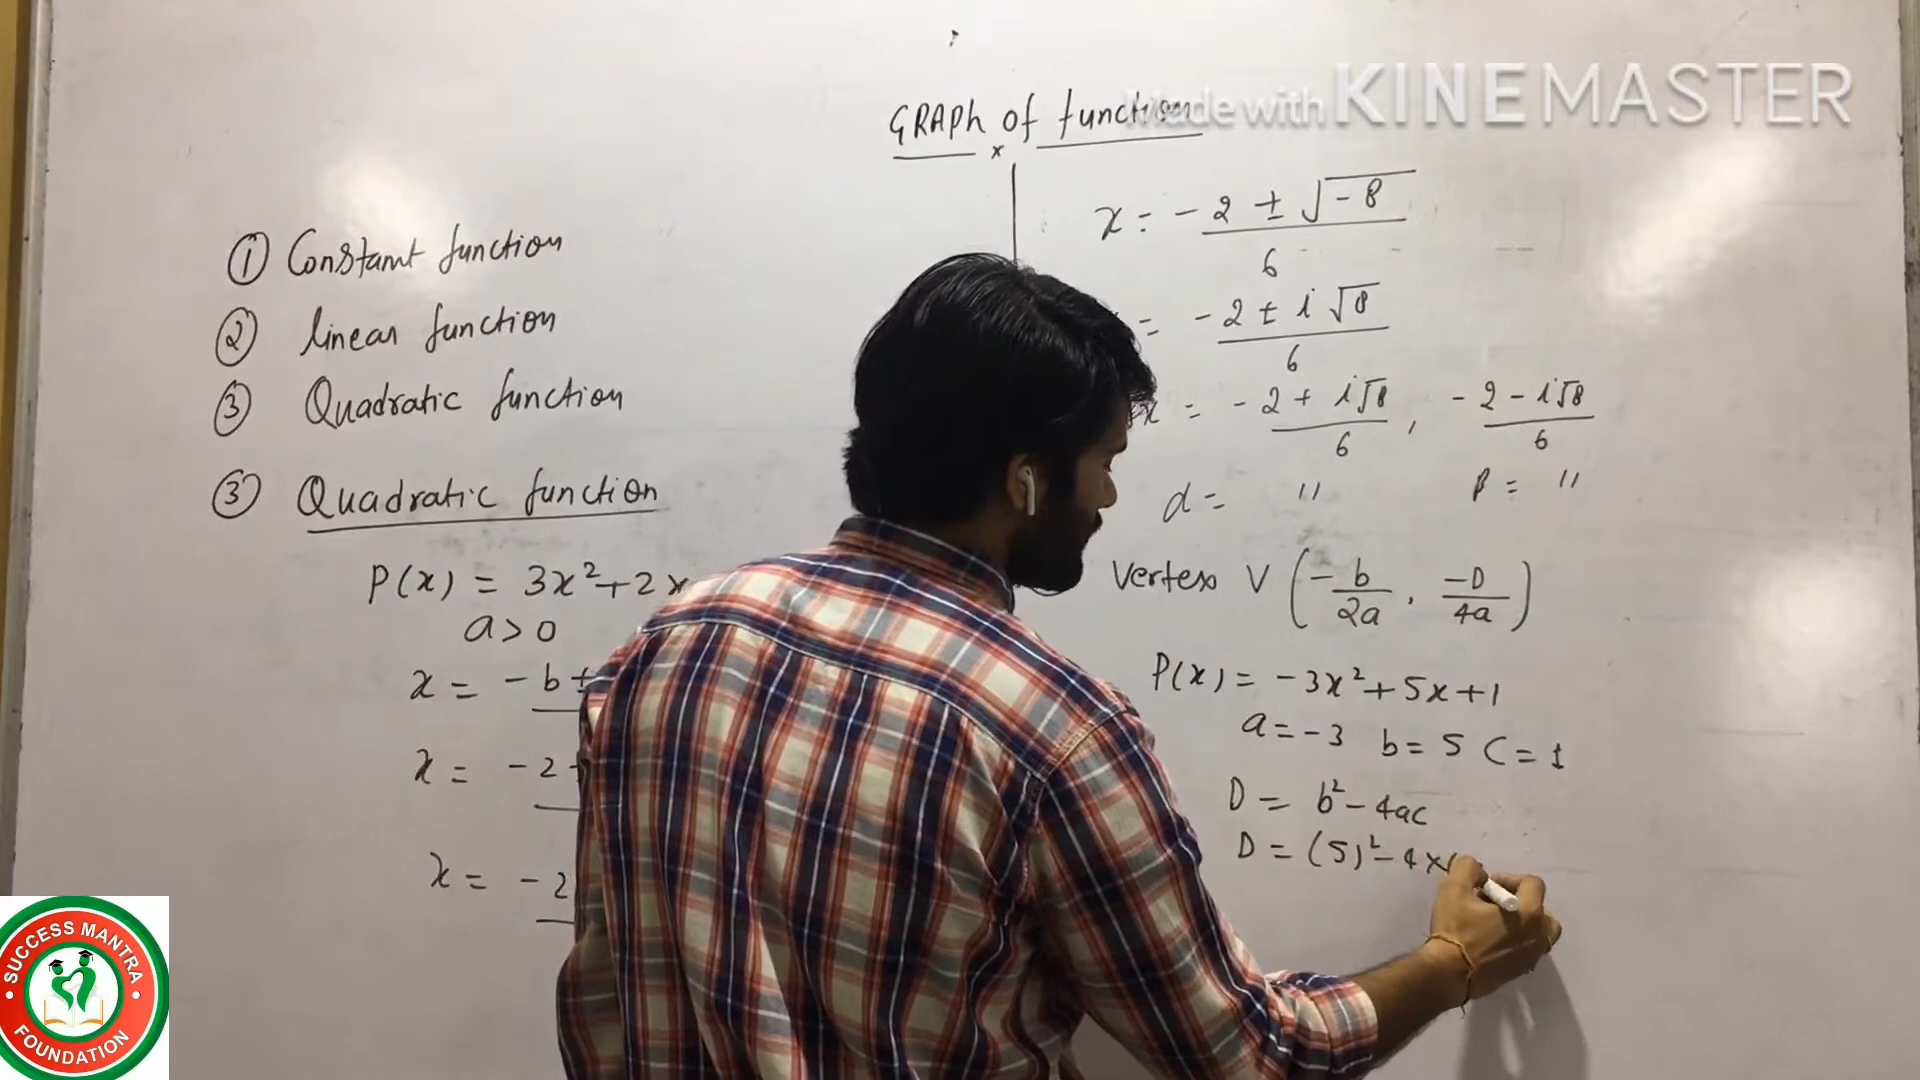 Made with KINEMASTER
GRAPh of function
x
① Constant function
② linear function
③ Quadratic function
③ Quadratic function
P(x) = 3x²+2x
a>0
x = -b±
x = -2
x = -2
x = -2 ± √-8 / 6
= -2 ± i √8 / 6
x = -2 + i√8 / 6 , -2 - i√8 / 6
α = " β = "
Vertex V (-b/2a , -D/4a)
P(x) = -3x²+5x+1
a=-3 b=5 C=1
D = b²-4ac
D = (5)²-4x(
SUCCESS MANTRA
FOUNDATION